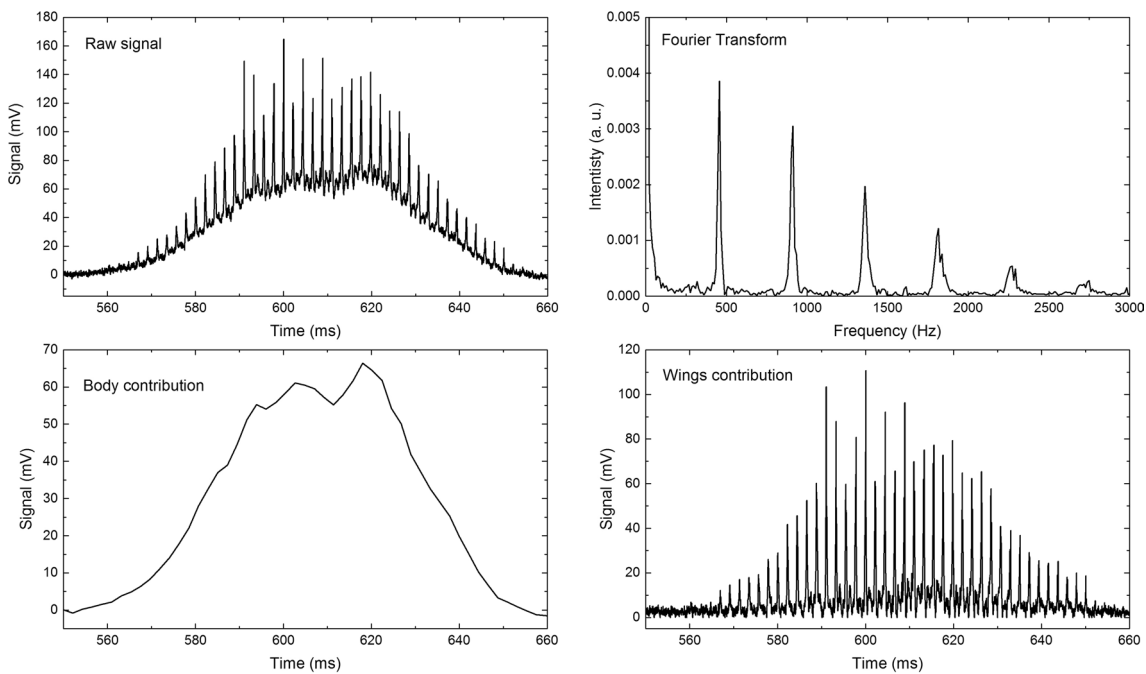 Raw signal
Signal (mV)
180
160
140
120
100
80
60
40
20
0
560 580 600 620 640 660
Time (ms)
Fourier Transform
Intentisty (a. u.)
0.005
0.004
0.003
0.002
0.001
0.000
500 1000 1500 2000 2500 3000
Frequency (Hz)
Body contribution
Signal (mV)
70
60
50
40
30
20
10
0
560 580 600 620 640 660
Time (ms)
Wings contribution
Signal (mV)
120
100
80
60
40
20
0
560 580 600 620 640 660
Time (ms)